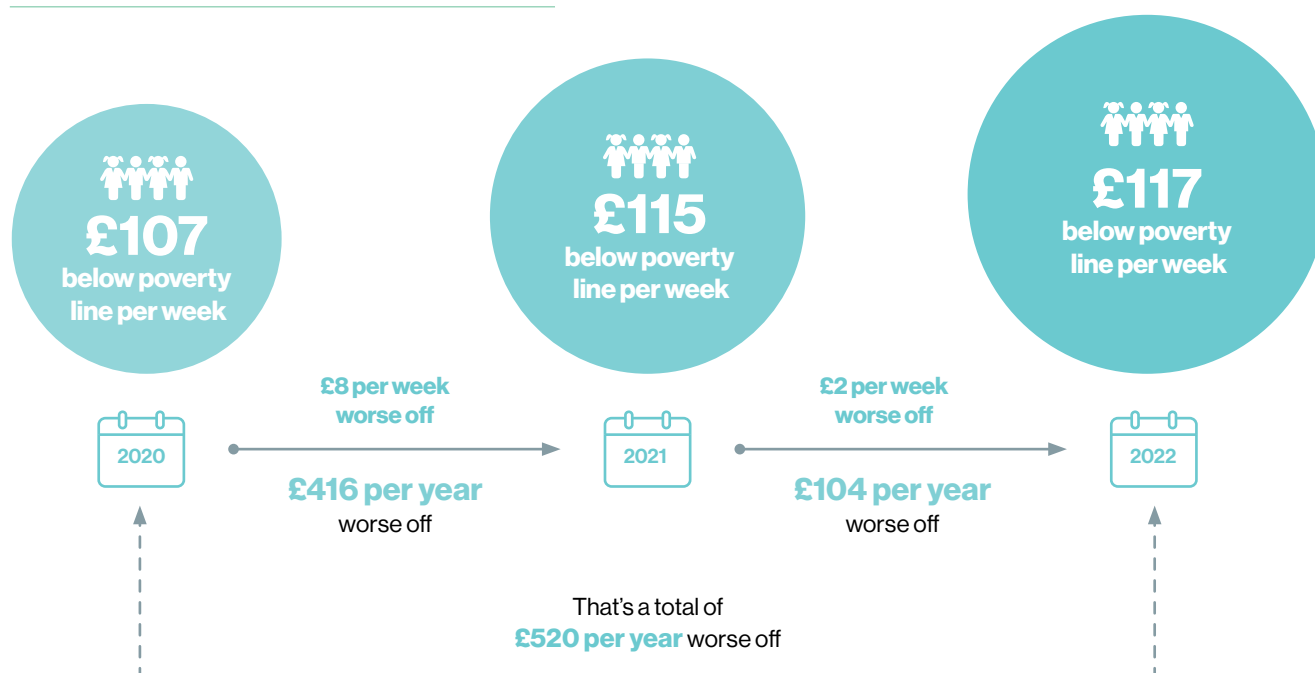 £107
below poverty
line per week
£115
below poverty
line per week
£117
below poverty
line per week
£8 per week
worse off
£2 per week
worse off
2020
2021
2022
£416 per year
worse off
£104 per year
worse off
That's a total of
£520 per year worse off